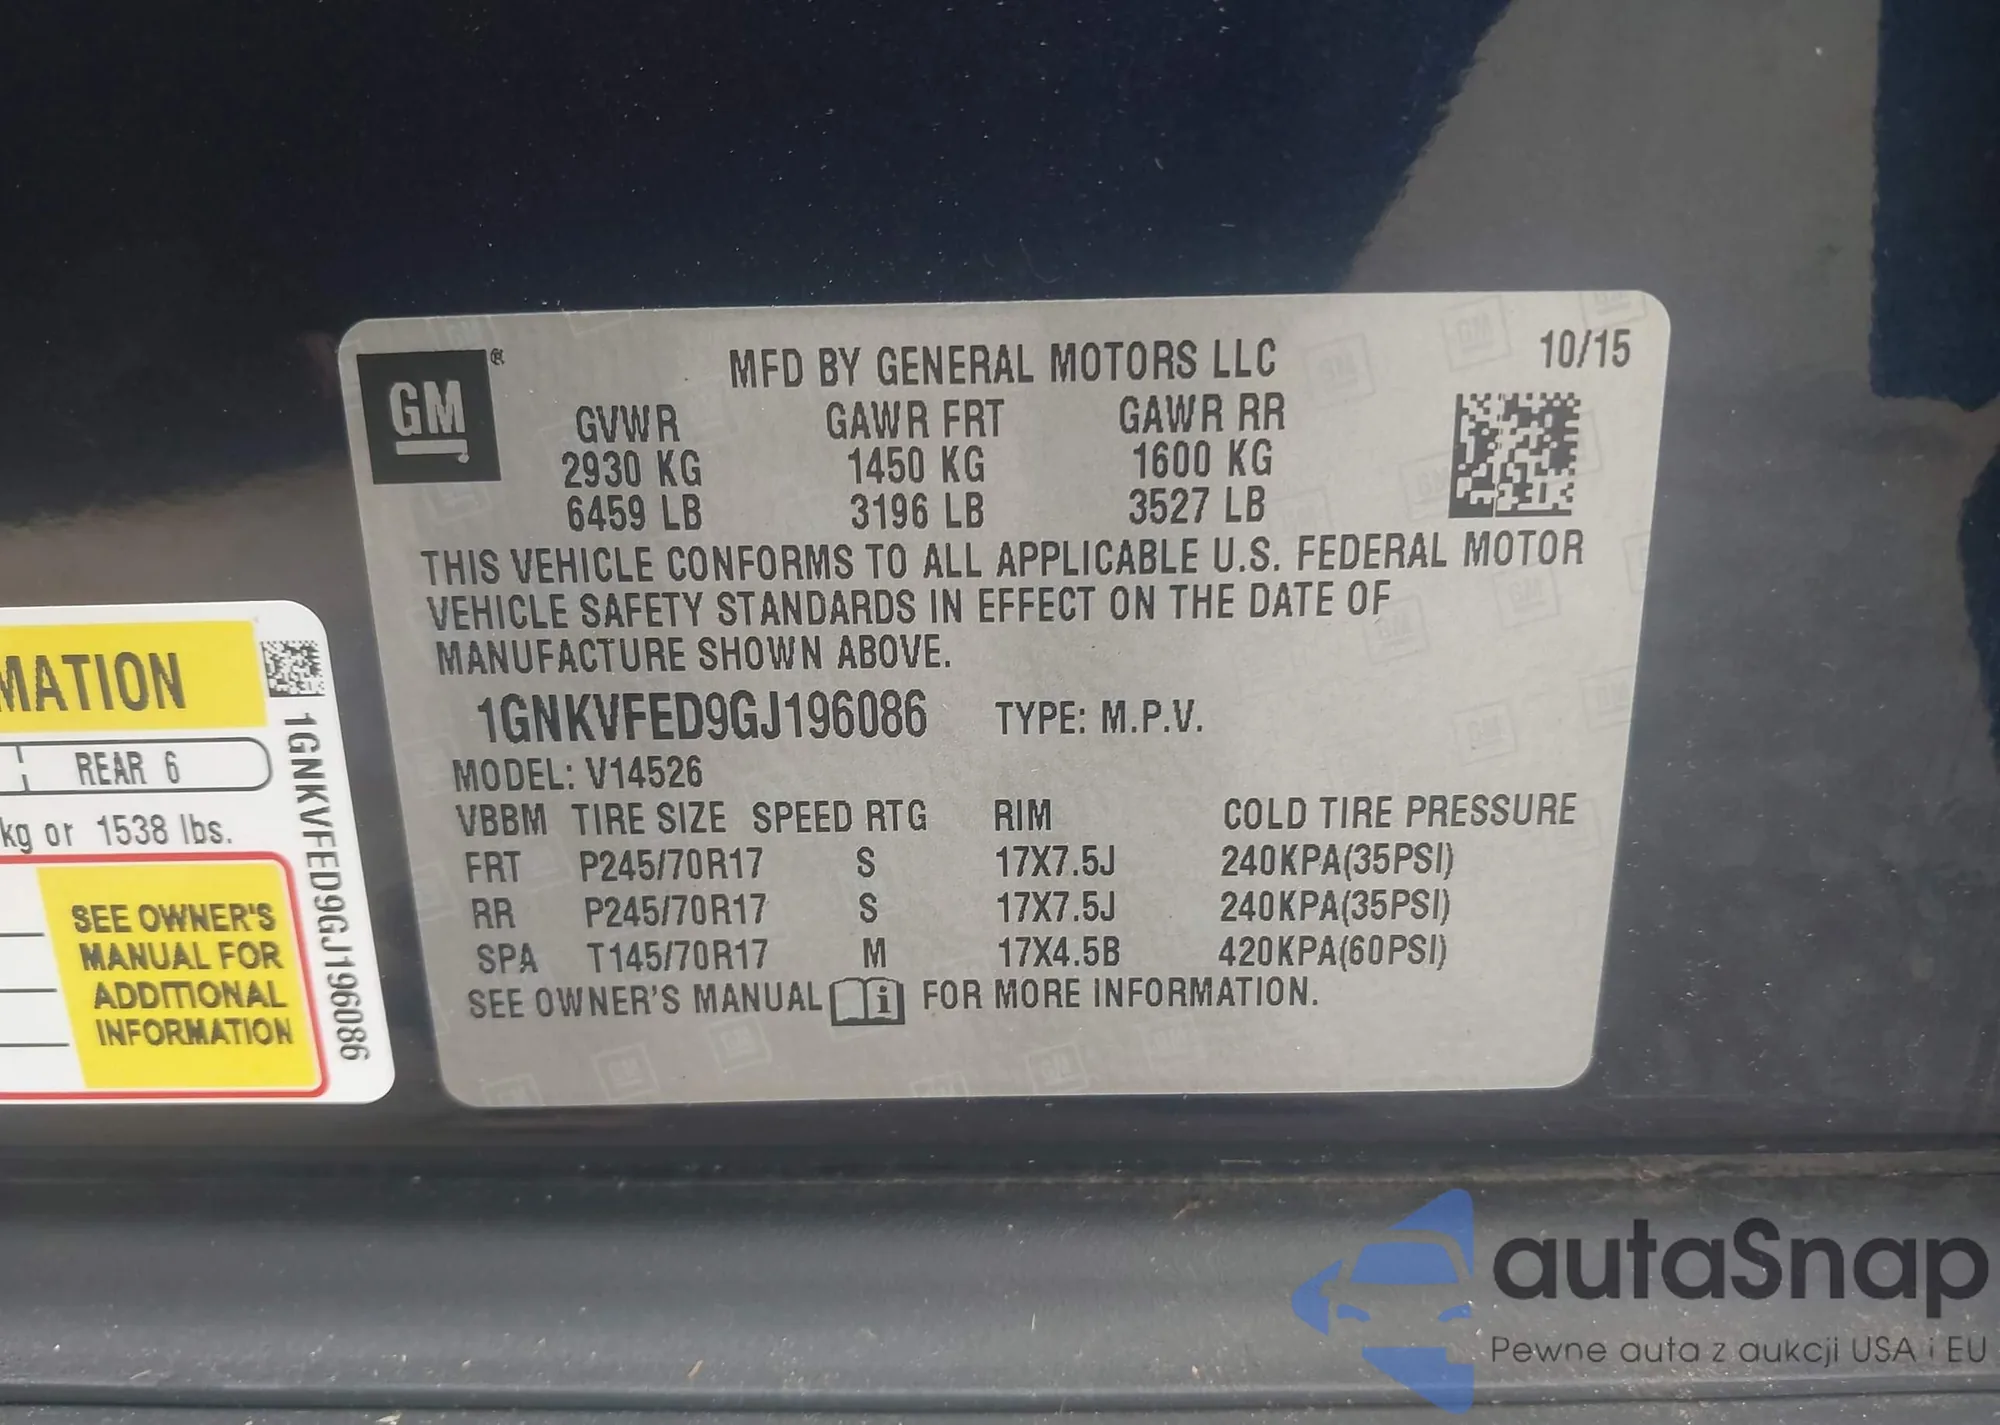 GM ®
MFD BY GENERAL MOTORS LLC 10/15
GVWR GAWR FRT GAWR RR
2930 KG 1450 KG 1600 KG
6459 LB 3196 LB 3527 LB
THIS VEHICLE CONFORMS TO ALL APPLICABLE U.S. FEDERAL MOTOR
VEHICLE SAFETY STANDARDS IN EFFECT ON THE DATE OF
MANUFACTURE SHOWN ABOVE.
1GNKVFED9GJ196086 TYPE: M.P.V.
MODEL: V14526
VBBM TIRE SIZE SPEED RTG RIM COLD TIRE PRESSURE
FRT P245/70R17 S 17X7.5J 240KPA(35PSI)
RR P245/70R17 S 17X7.5J 240KPA(35PSI)
SPA T145/70R17 M 17X4.5B 420KPA(60PSI)
SEE OWNER'S MANUAL i FOR MORE INFORMATION.
MATION
REAR 6
kg or 1538 lbs.
SEE OWNER'S
MANUAL FOR
ADDITIONAL
INFORMATION
1GNKVFED9GJ196086
autaSnap
Pewne auta z aukcji USA i EU